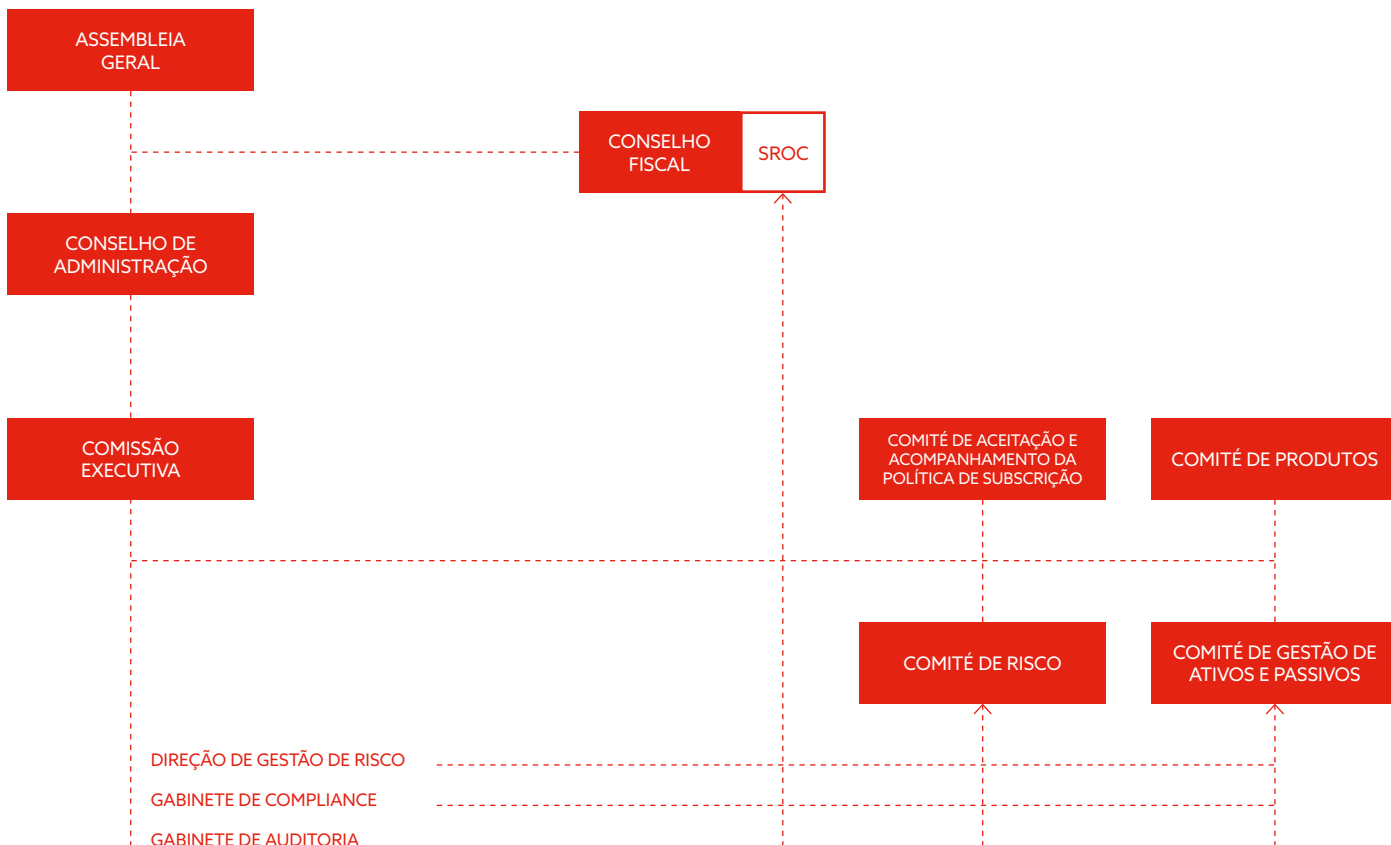 ASSEMBLEIA
GERAL
CONSELHO
FISCAL
SROC
CONSELHO DE
ADMINISTRAÇÃO
COMISSÃO
EXECUTIVA
COMITÉ DE ACEITAÇÃO E
ACOMPANHAMENTO DA
POLÍTICA DE SUBSCRIÇÃO
COMITÉ DE PRODUTOS
COMITÉ DE RISCO
COMITÉ DE GESTÃO DE
ATIVOS E PASSIVOS
DIREÇÃO DE GESTÃO DE RISCO
GABINETE DE COMPLIANCE
GABINETE DE AUDITORIA